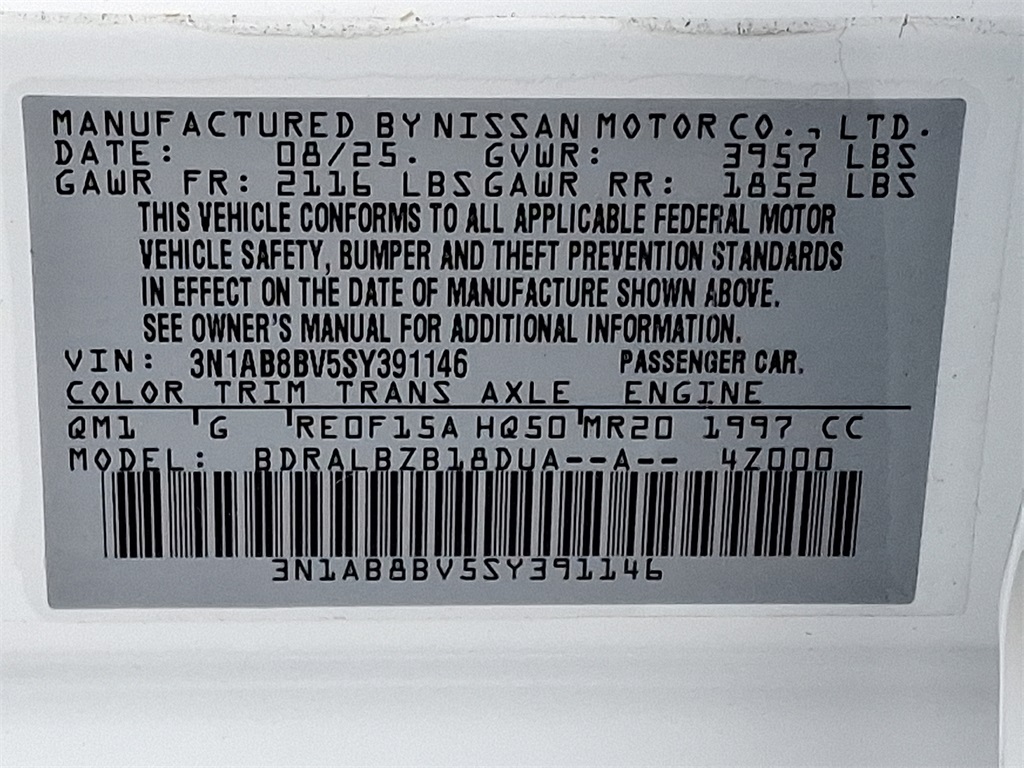 MANUFACTURED BY NISSAN MOTOR CO., LTD.
DATE: 08/25. GVWR: 3957 LBS
GAWR FR: 2116 LBS GAWR RR: 1852 LBS
THIS VEHICLE CONFORMS TO ALL APPLICABLE FEDERAL MOTOR
VEHICLE SAFETY, BUMPER AND THEFT PREVENTION STANDARDS
IN EFFECT ON THE DATE OF MANUFACTURE SHOWN ABOVE.
SEE OWNER'S MANUAL FOR ADDITIONAL INFORMATION.
VIN: 3N1AB8BV5SY391146 PASSENGER CAR.
COLOR TRIM TRANS AXLE ENGINE
QM1 G RE0F15A HQ50 MR20 1997 CC
MODEL: BDRALBZB18DUA--A-- 4Z000
3N1AB8BV5SY391146